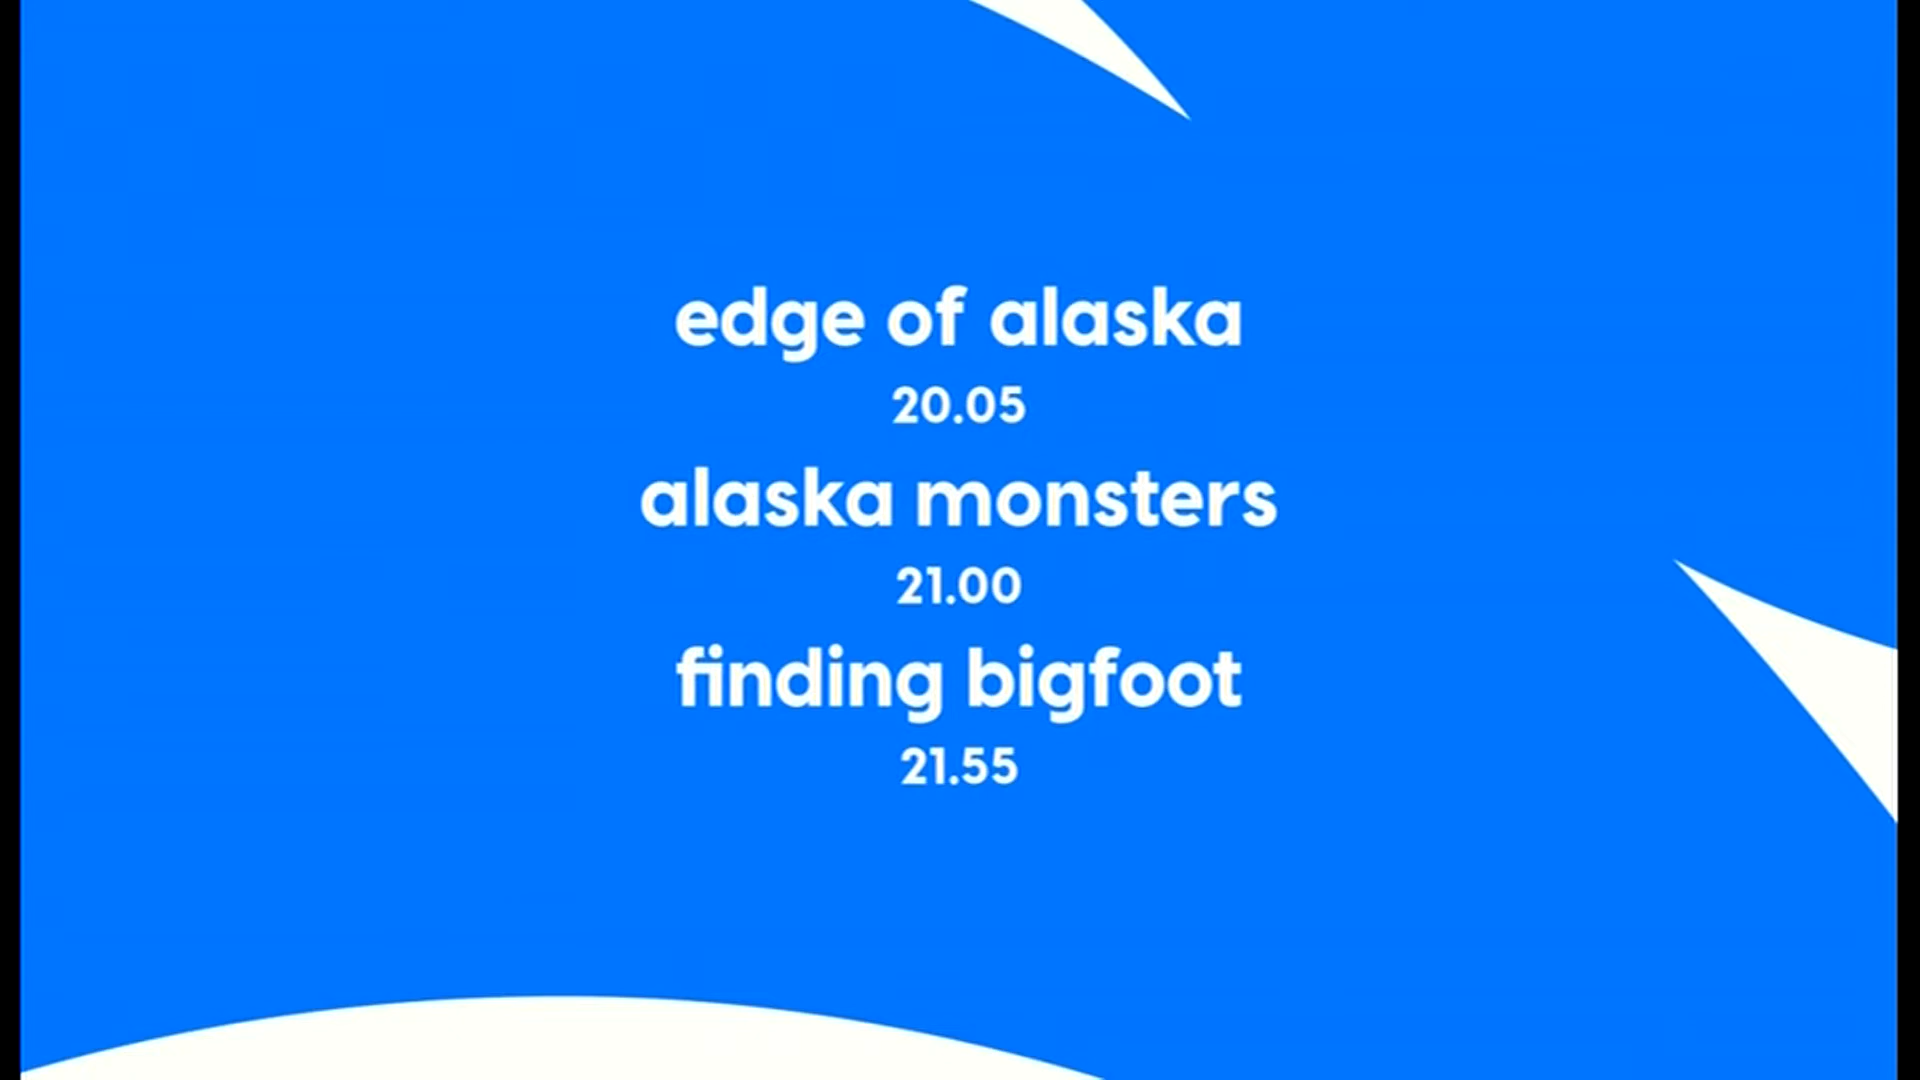 edge of alaska
20.05
alaska monsters
21.00
finding bigfoot
21.55